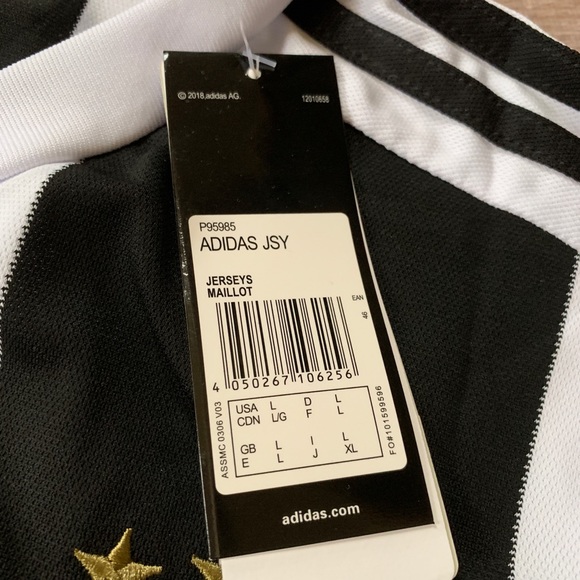 © 2018.adidas AG. 12010658
P95985
ADIDAS JSY
JERSEYS
MAILLOT
EAN
46
4 050267 106256
USA L D L
CDN L/G F L
GB L I L
E L J XL
ASSMC 0306 V03
FO#101599596
adidas.com